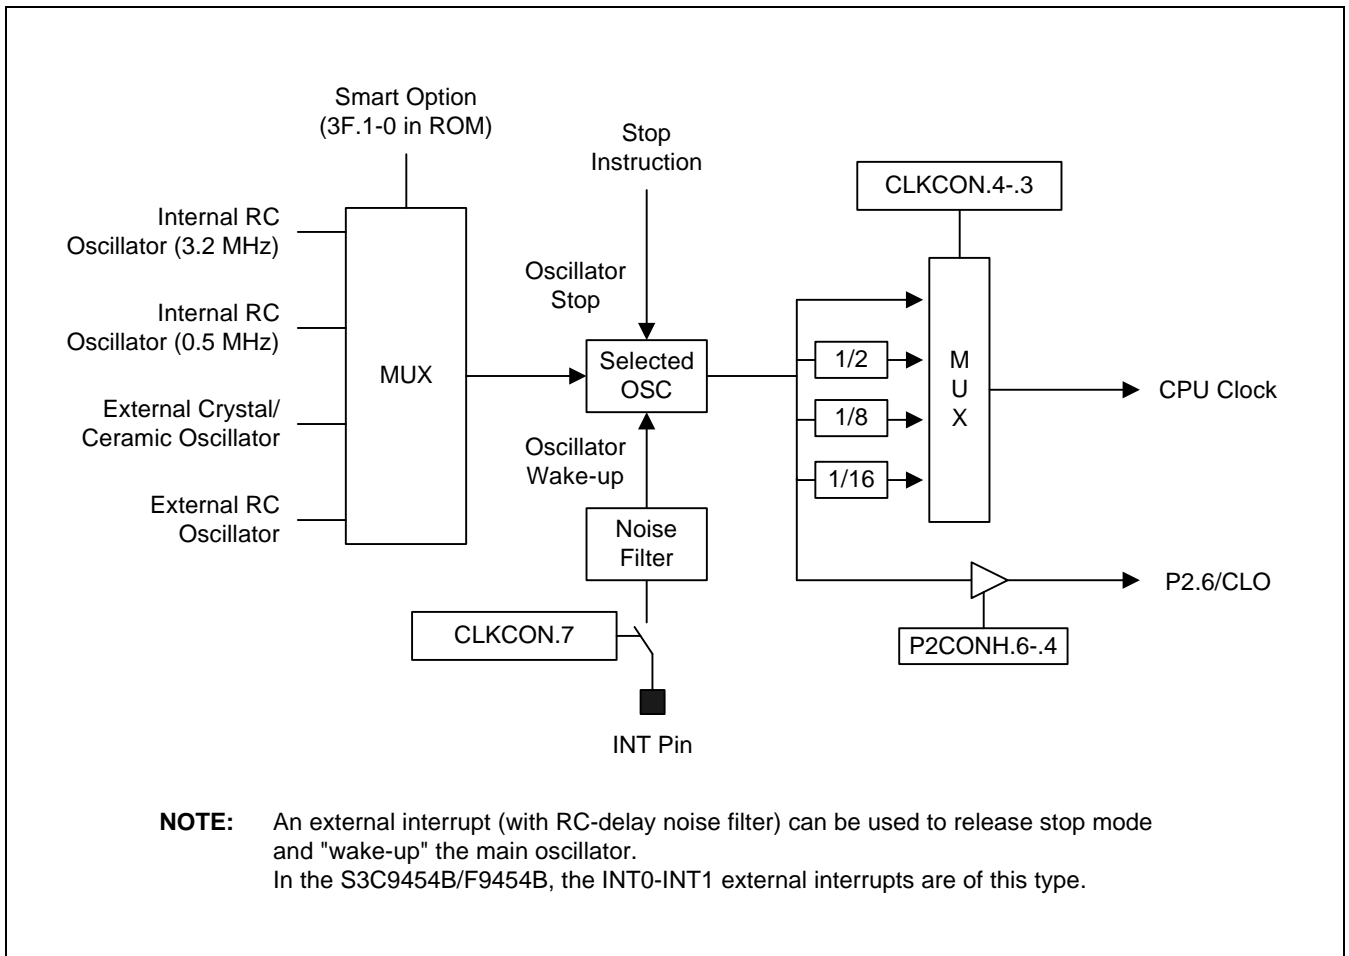 Smart Option
(3F.1-0 in ROM)
Stop
Instruction
CLKCON.4-.3
Internal RC
Oscillator (3.2 MHz)
Internal RC
Oscillator (0.5 MHz)
External Crystal/
Ceramic Oscillator
External RC
Oscillator
MUX
Oscillator
Stop
Selected
OSC
Oscillator
Wake-up
Noise
Filter
CLKCON.7
INT Pin
1/2
1/8
1/16
M
U
X
CPU Clock
P2.6/CLO
P2CONH.6-.4
NOTE: An external interrupt (with RC-delay noise filter) can be used to release stop mode
and "wake-up" the main oscillator.
In the S3C9454B/F9454B, the INT0-INT1 external interrupts are of this type.